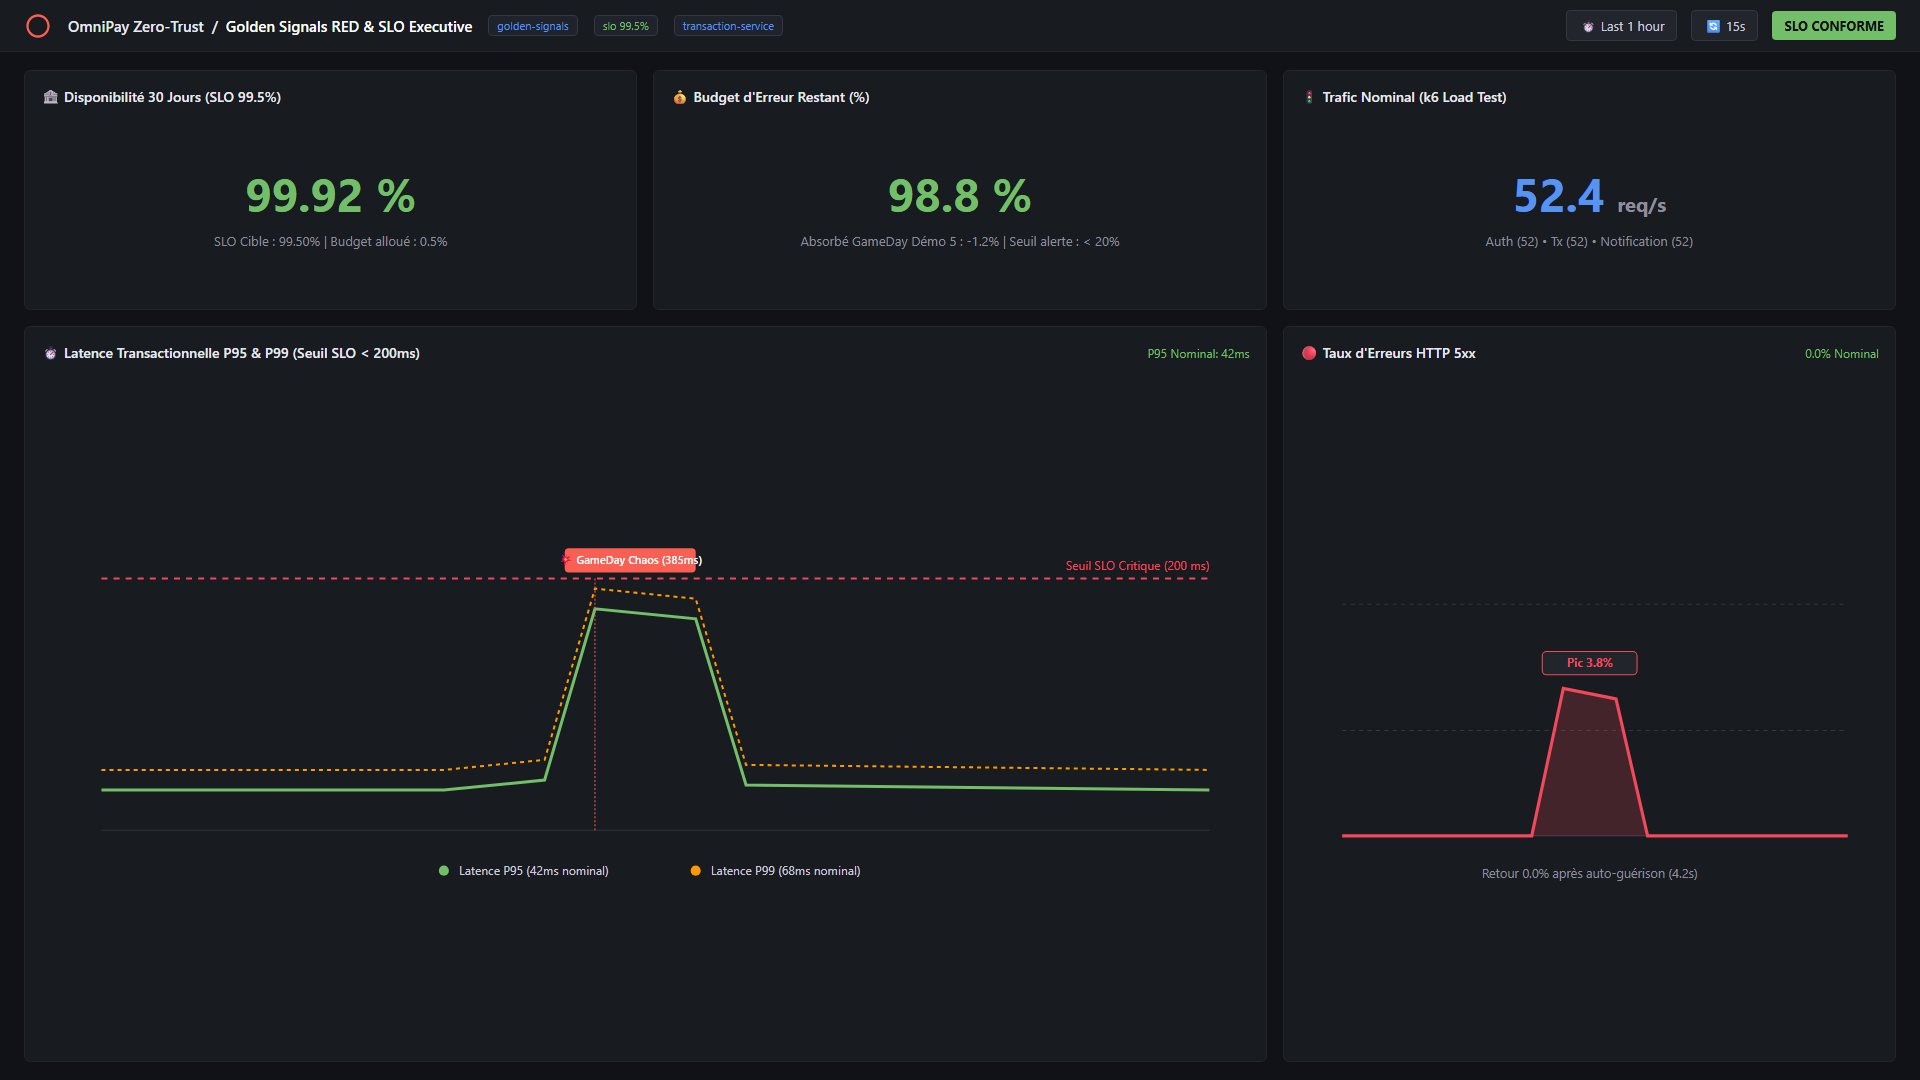 OmniPay Zero-Trust / Golden Signals RED & SLO Executive
golden-signals
slo 99.5%
transaction-service
Last 1 hour
15s
SLO CONFORME
Disponibilité 30 Jours (SLO 99.5%)
99.92 %
SLO Cible : 99.50% | Budget alloué : 0.5%
Budget d'Erreur Restant (%)
98.8 %
Absorbé GameDay Démo 5 : -1.2% | Seuil alerte : < 20%
Trafic Nominal (k6 Load Test)
52.4 req/s
Auth (52) • Tx (52) • Notification (52)
Latence Transactionnelle P95 & P99 (Seuil SLO < 200ms)
P95 Nominal: 42ms
GameDay Chaos (385ms)
Seuil SLO Critique (200 ms)
Latence P95 (42ms nominal)
Latence P99 (68ms nominal)
Taux d'Erreurs HTTP 5xx
0.0% Nominal
Pic 3.8%
Retour 0.0% après auto-guérison (4.2s)